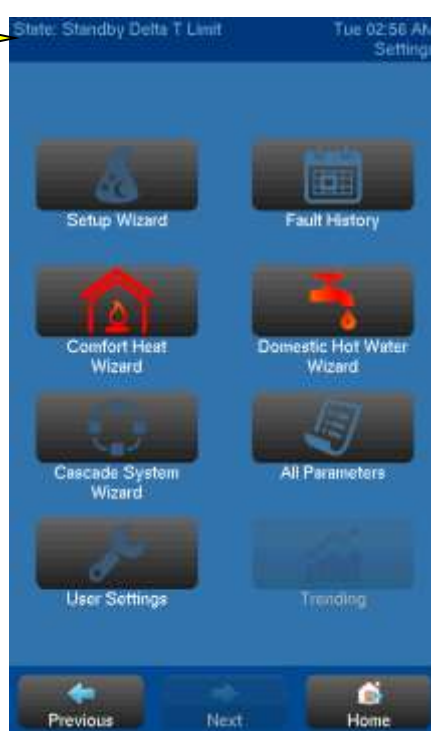 State: Standby Delta T Limit
Tue 02:56 AM
Settings
Setup Wizard
Fault History
Comfort Heat
Wizard
Domestic Hot Water
Wizard
Cascade System
Wizard
All Parameters
User Settings
Trending
Previous
Next
Home